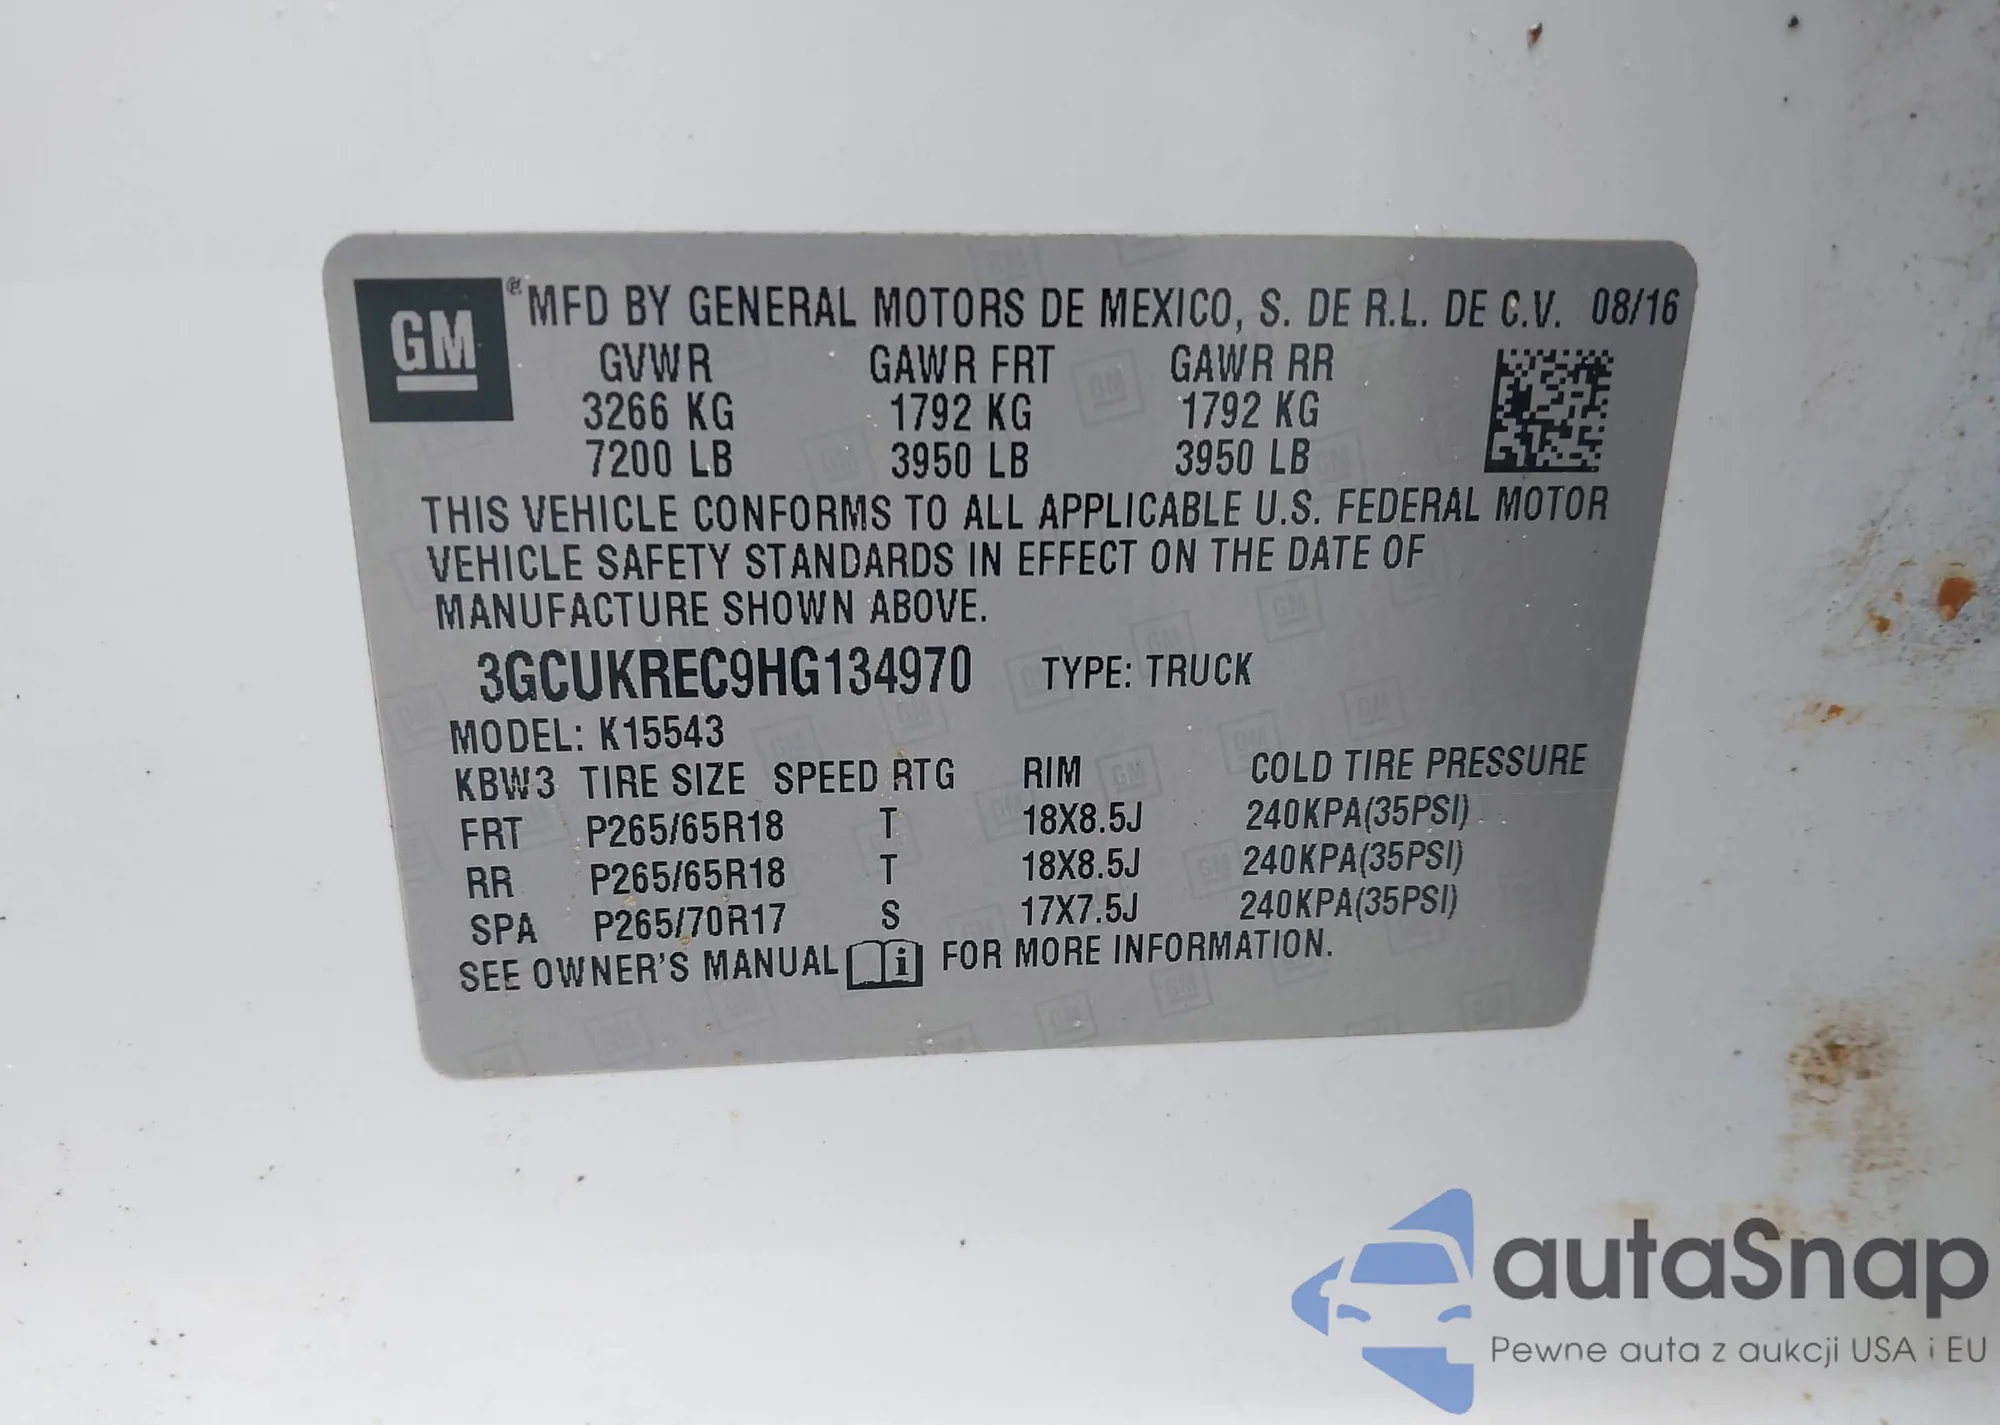 GM ® MFD BY GENERAL MOTORS DE MEXICO, S. DE R.L. DE C.V. 08/16
GVWR GAWR FRT GAWR RR
3266 KG 1792 KG 1792 KG
7200 LB 3950 LB 3950 LB
THIS VEHICLE CONFORMS TO ALL APPLICABLE U.S. FEDERAL MOTOR
VEHICLE SAFETY STANDARDS IN EFFECT ON THE DATE OF
MANUFACTURE SHOWN ABOVE.
3GCUKREC9HG134970 TYPE: TRUCK
MODEL: K15543
KBW3 TIRE SIZE SPEED RTG RIM COLD TIRE PRESSURE
FRT P265/65R18 T 18X8.5J 240KPA(35PSI)
RR P265/65R18 T 18X8.5J 240KPA(35PSI)
SPA P265/70R17 S 17X7.5J 240KPA(35PSI)
SEE OWNER'S MANUAL i FOR MORE INFORMATION.
autaSnap
Pewne auta z aukcji USA i EU